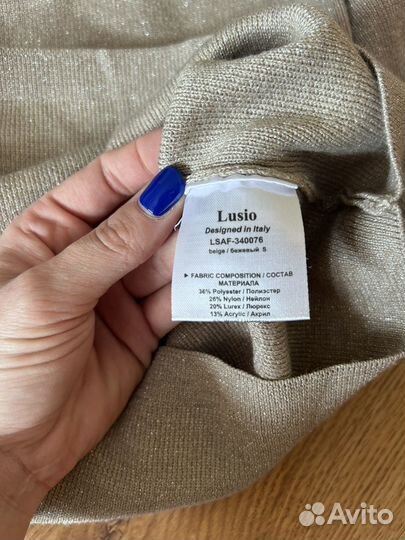 Lusio
Designed in Italy
LSAF-340076
beige / бежевый S
► FABRIC COMPOSITION / СОСТАВ
МАТЕРИАЛА
36% Polyester / Полиэстер
26% Nylon / Нейлон
20% Lurex / Люрекс
13% Acrylic / Акрил
Avito